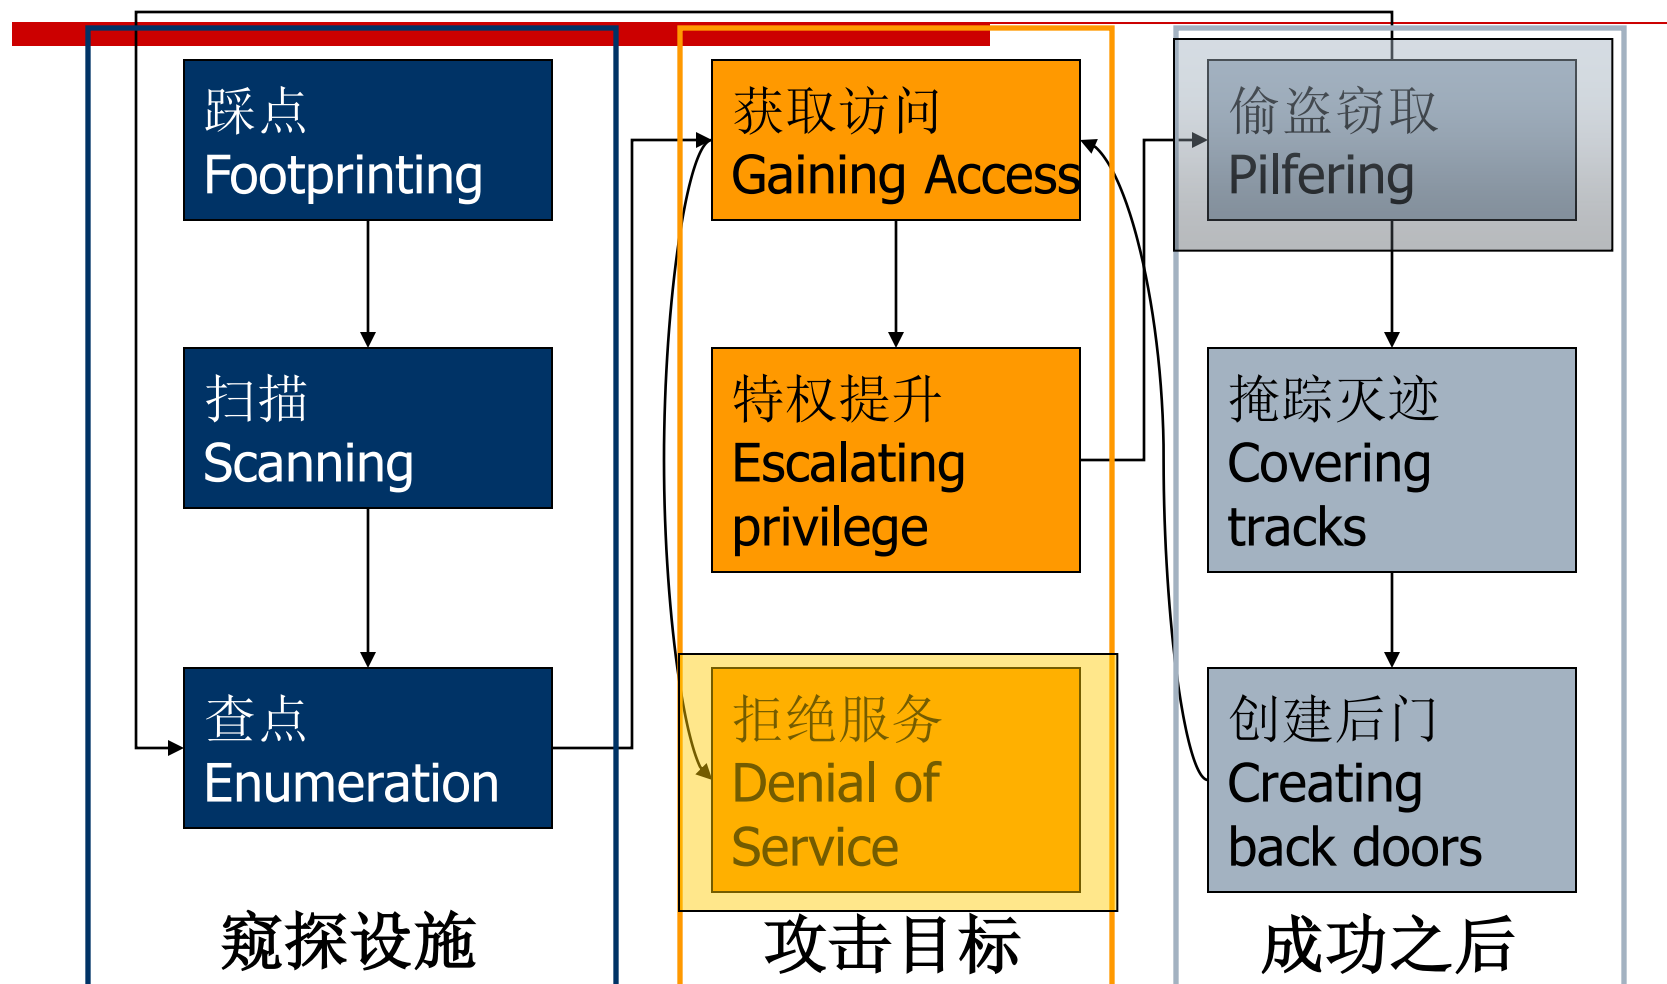 踩点
Footprinting
扫描
Scanning
查点
Enumeration
窥探设施
获取访问
Gaining Access
特权提升
Escalating
privilege
拒绝服务
Denial of
Service
攻击目标
偷盗窃取
Pilfering
掩踪灭迹
Covering
tracks
创建后门
Creating
back doors
成功之后